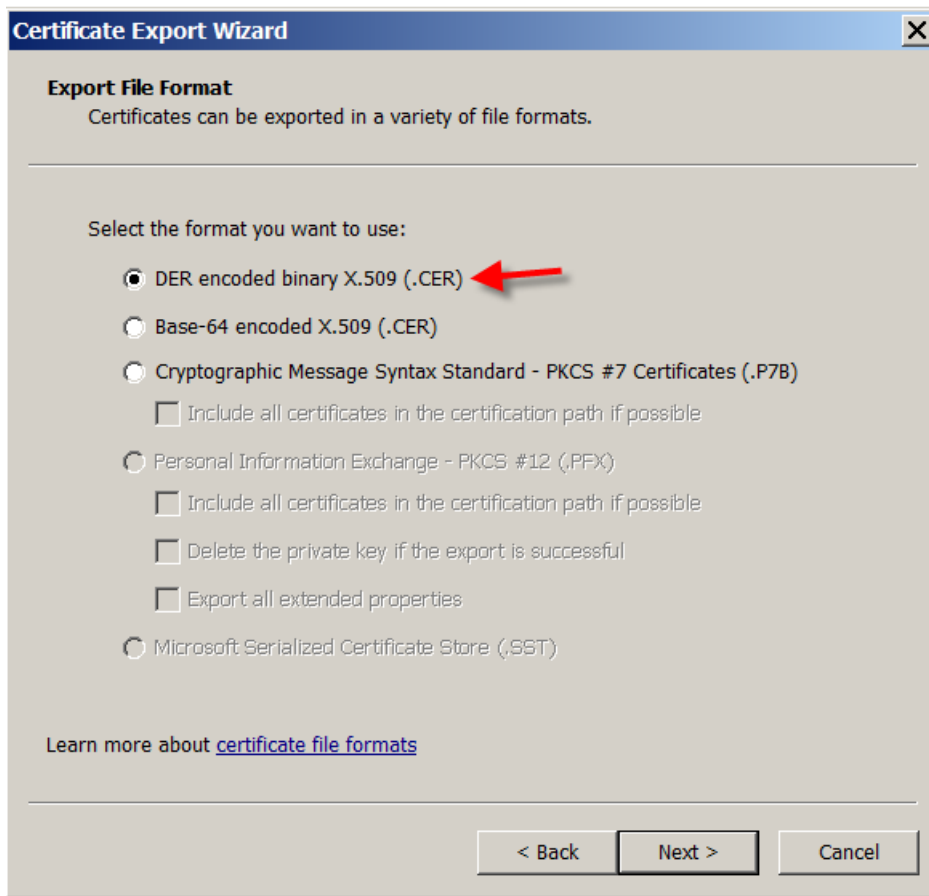 Certificate Export Wizard
Export File Format
Certificates can be exported in a variety of file formats.
Select the format you want to use:
DER encoded binary X.509 (.CER)
Base-64 encoded X.509 (.CER)
Cryptographic Message Syntax Standard - PKCS #7 Certificates (.P7B)
Include all certificates in the certification path if possible
Personal Information Exchange - PKCS #12 (.PFX)
Include all certificates in the certification path if possible
Delete the private key if the export is successful
Export all extended properties
Microsoft Serialized Certificate Store (.SST)
Learn more about certificate file formats
< Back Next > Cancel